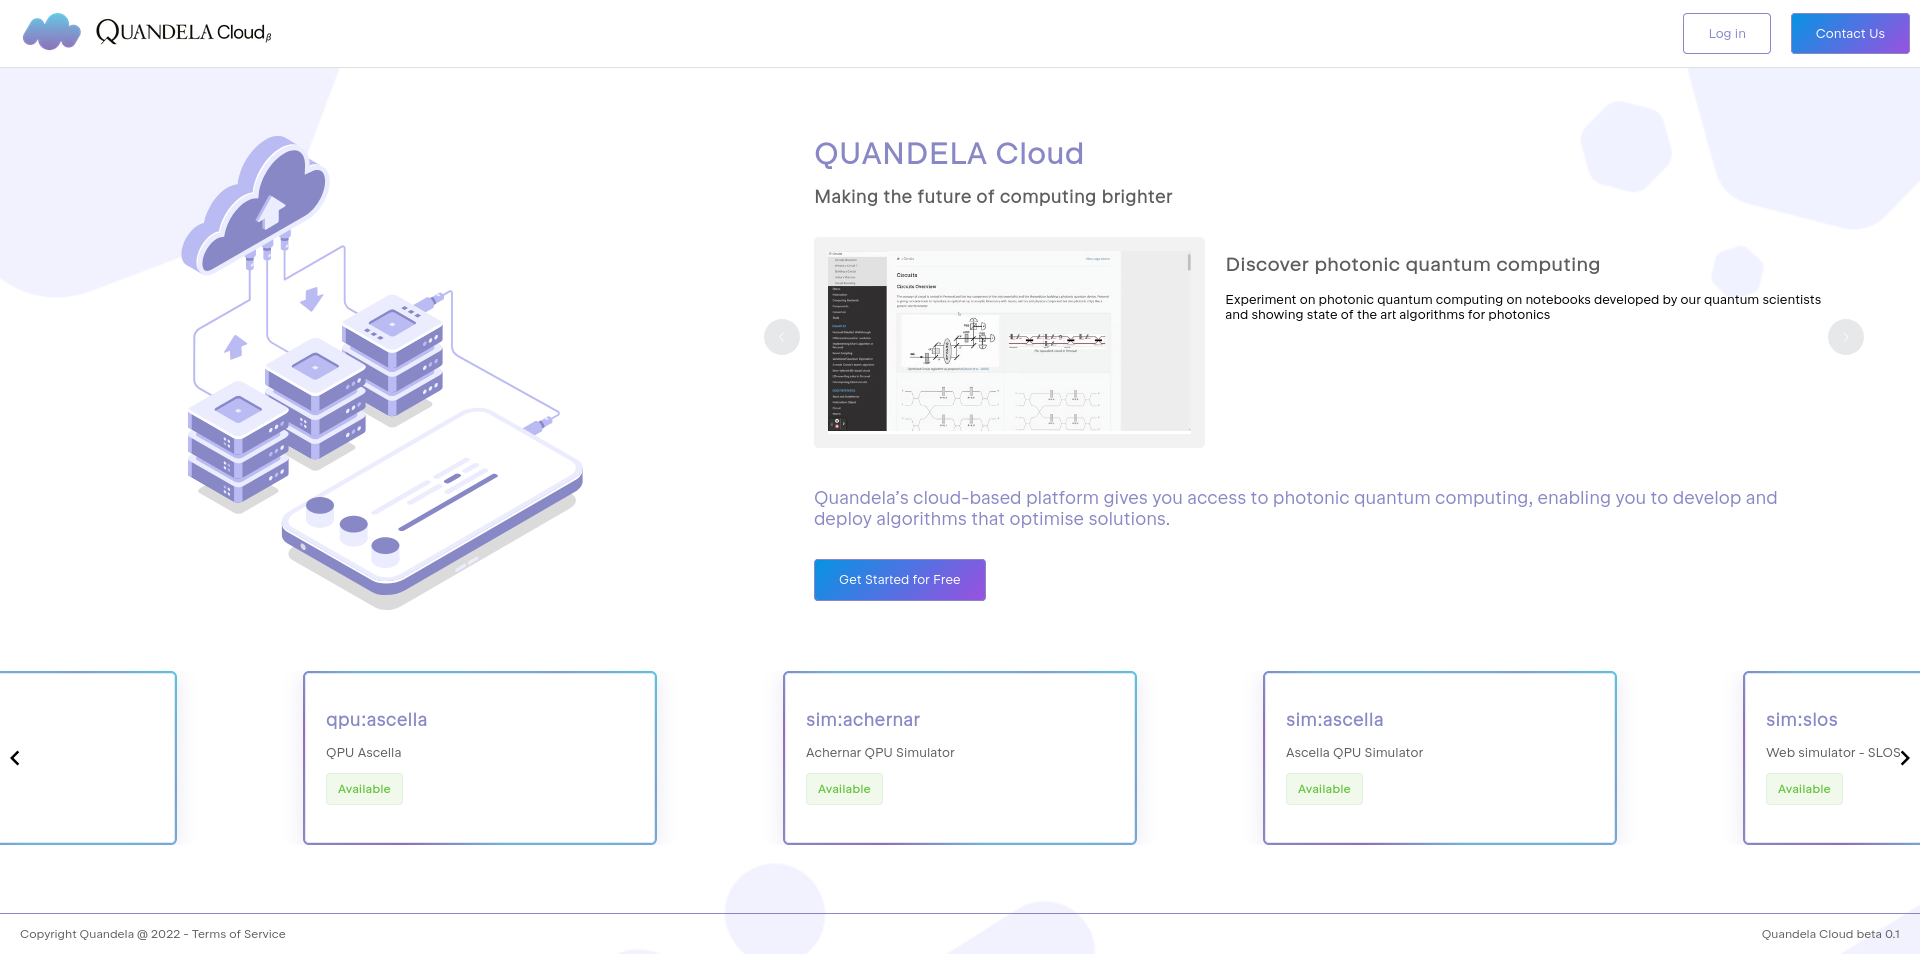 QUANDELA Cloudβ
Log in
Contact Us
QUANDELA Cloud
Making the future of computing brighter
Circuits
Circuits Overview
Discover photonic quantum computing
Experiment on photonic quantum computing on notebooks developed by our quantum scientists
and showing state of the art algorithms for photonics
Quandela's cloud-based platform gives you access to photonic quantum computing, enabling you to develop and
deploy algorithms that optimise solutions.
Get Started for Free
qpu:ascella
QPU Ascella
Available
sim:achernar
Achernar QPU Simulator
Available
sim:ascella
Ascella QPU Simulator
Available
sim:slos
Web simulator - SLOS
Available
Copyright Quandela @ 2022 - Terms of Service
Quandela Cloud beta 0.1